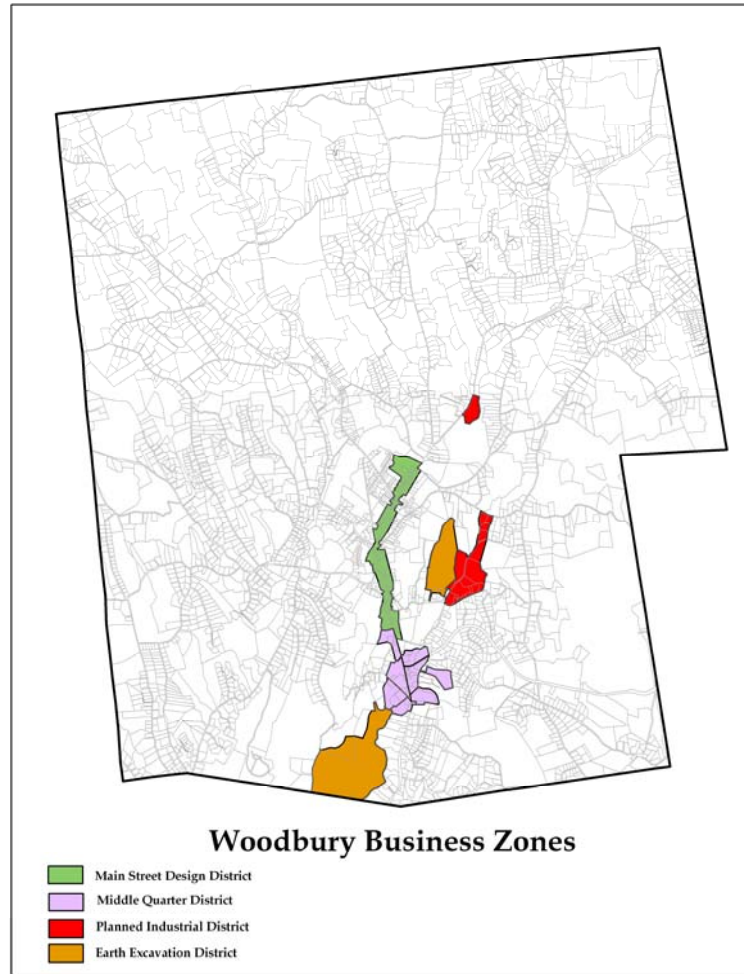 Woodbury Business Zones
Main Street Design District
Middle Quarter District
Planned Industrial District
Earth Excavation District